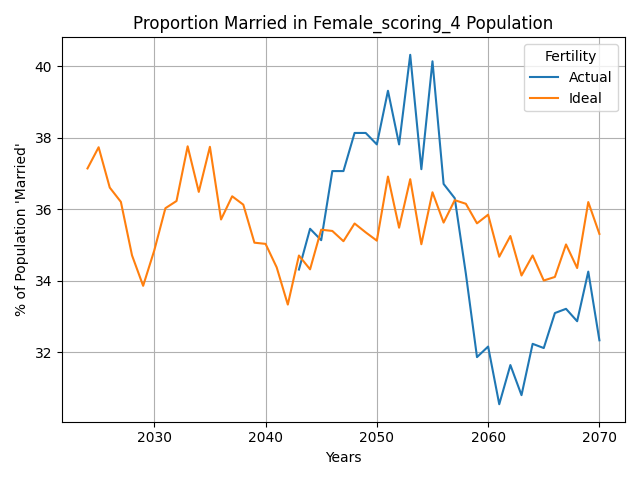 Proportion Married in Female_scoring_4 Population
% of Population 'Married'
40
38
36
34
32
Fertility
Actual
Ideal
2030 2040 2050 2060 2070
Years